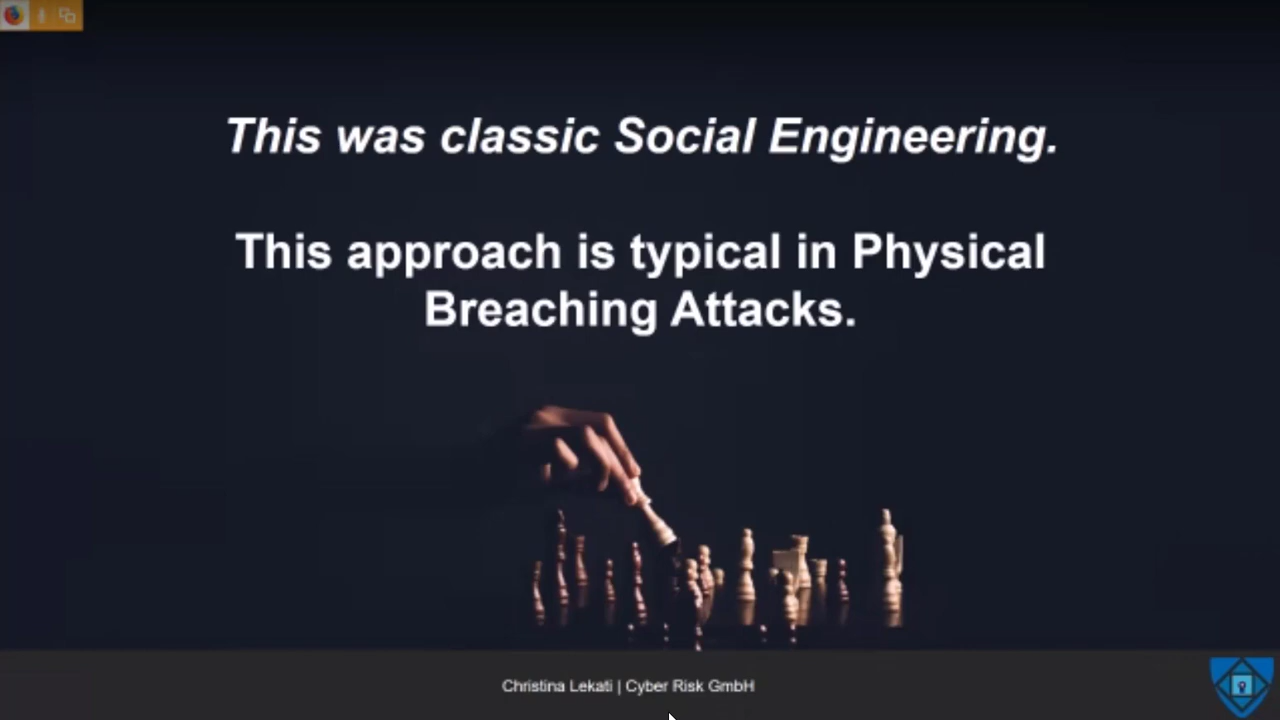 This was classic Social Engineering.
This approach is typical in Physical
Breaching Attacks.
Christina Lekati | Cyber Risk GmbH